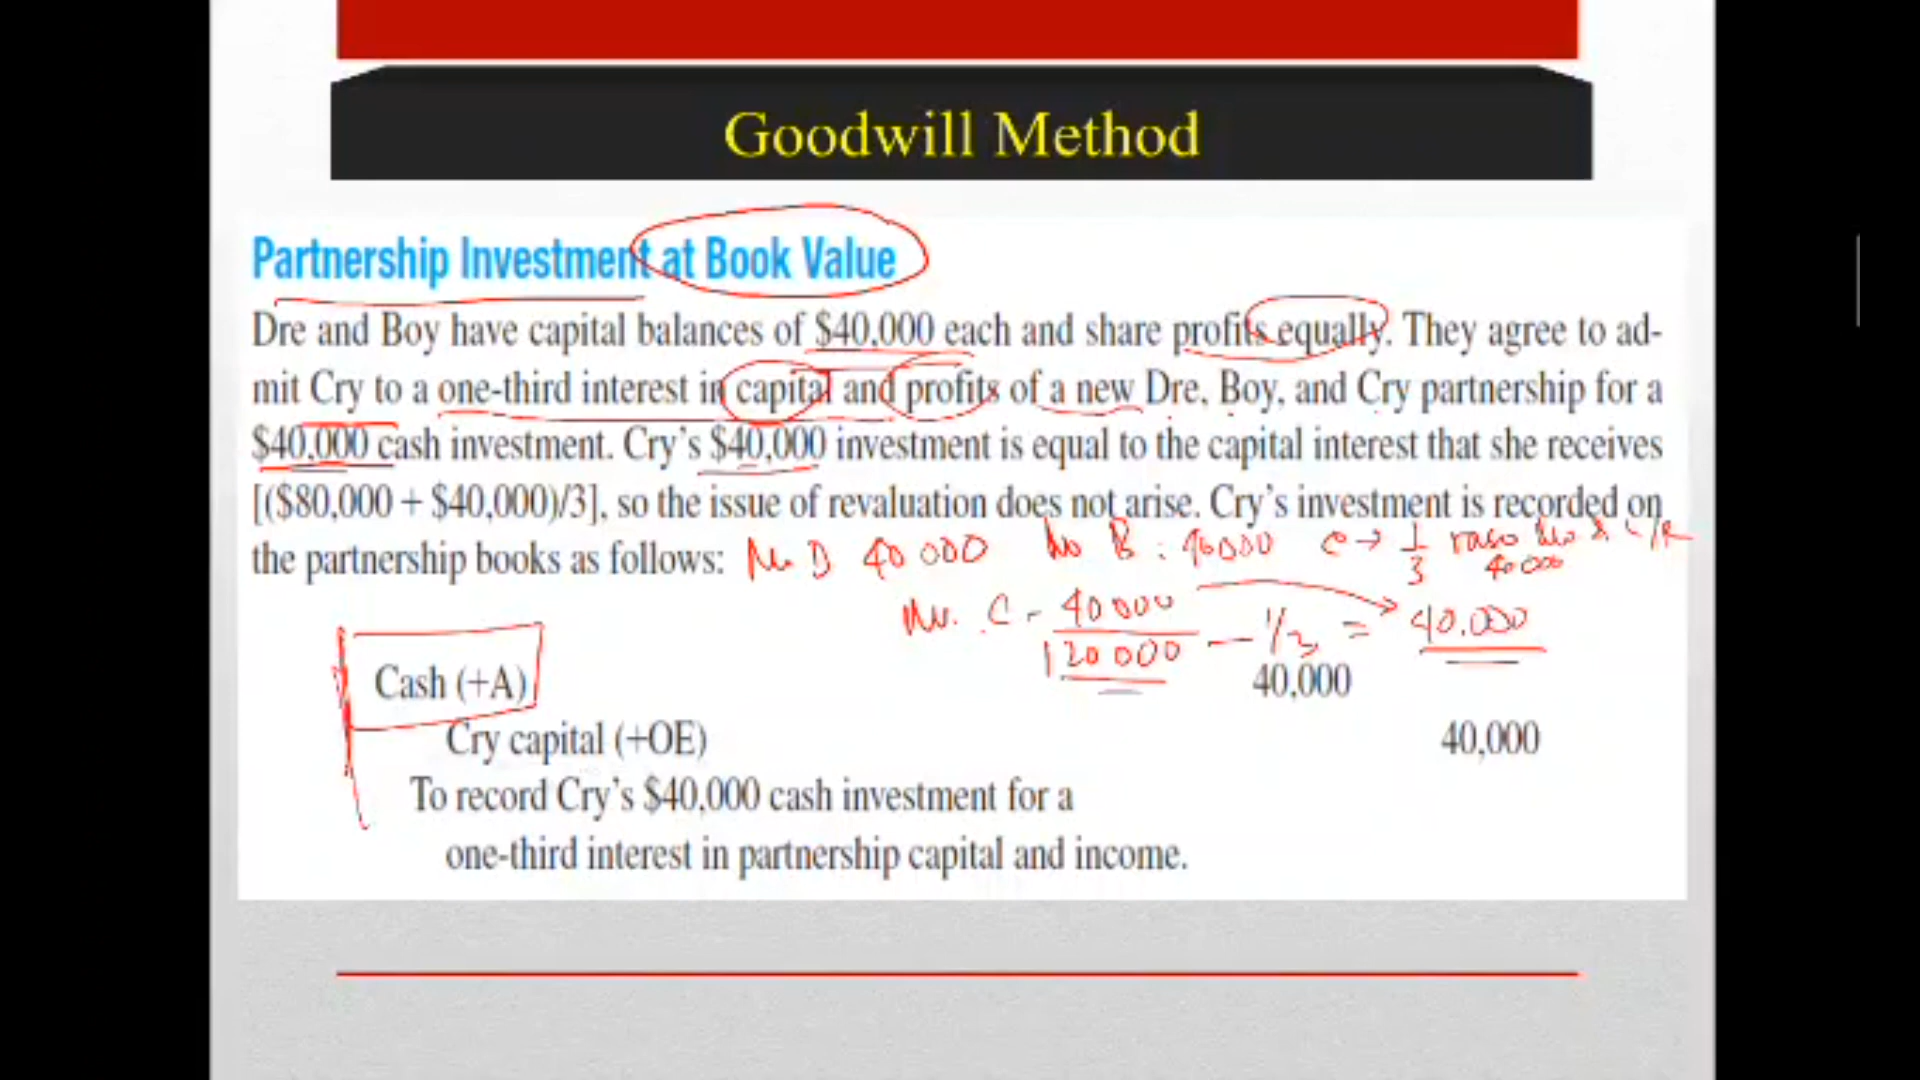 Goodwill Method
Partnership Investment at Book Value
Dre and Boy have capital balances of $40,000 each and share profits equally. They agree to ad-
mit Cry to a one-third interest in capital and profits of a new Dre, Boy, and Cry partnership for a
$40,000 cash investment. Cry's $40,000 investment is equal to the capital interest that she receives
[($80,000 + $40,000)/3], so the issue of revaluation does not arise. Cry's investment is recorded on
the partnership books as follows:
D 40 000 B : 40000 C → 1/3
40000
C - 40000
120000 - 1/3 = 40.000
Cash (+A) 40,000
Cry capital (+OE) 40,000
To record Cry's $40,000 cash investment for a
one-third interest in partnership capital and income.